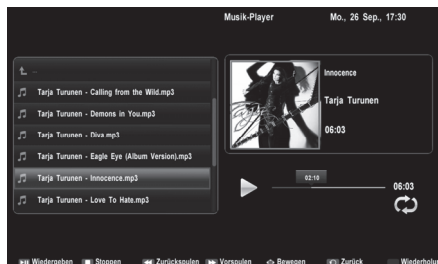 Musik-Player
Mo., 26 Sep., 17:30
..
Tarja Turunen - Calling from the Wild.mp3
Tarja Turunen - Demons in You.mp3
Tarja Turunen - Diva.mp3
Tarja Turunen - Eagle Eye (Album Version).mp3
Tarja Turunen - Innocence.mp3
Tarja Turunen - Love To Hate.mp3
Innocence
Tarja Turunen
06:03
02:10
06:03
Wiedergeben Stoppen Zurückspulen Vorspulen Bewegen Zurück Wiederholu